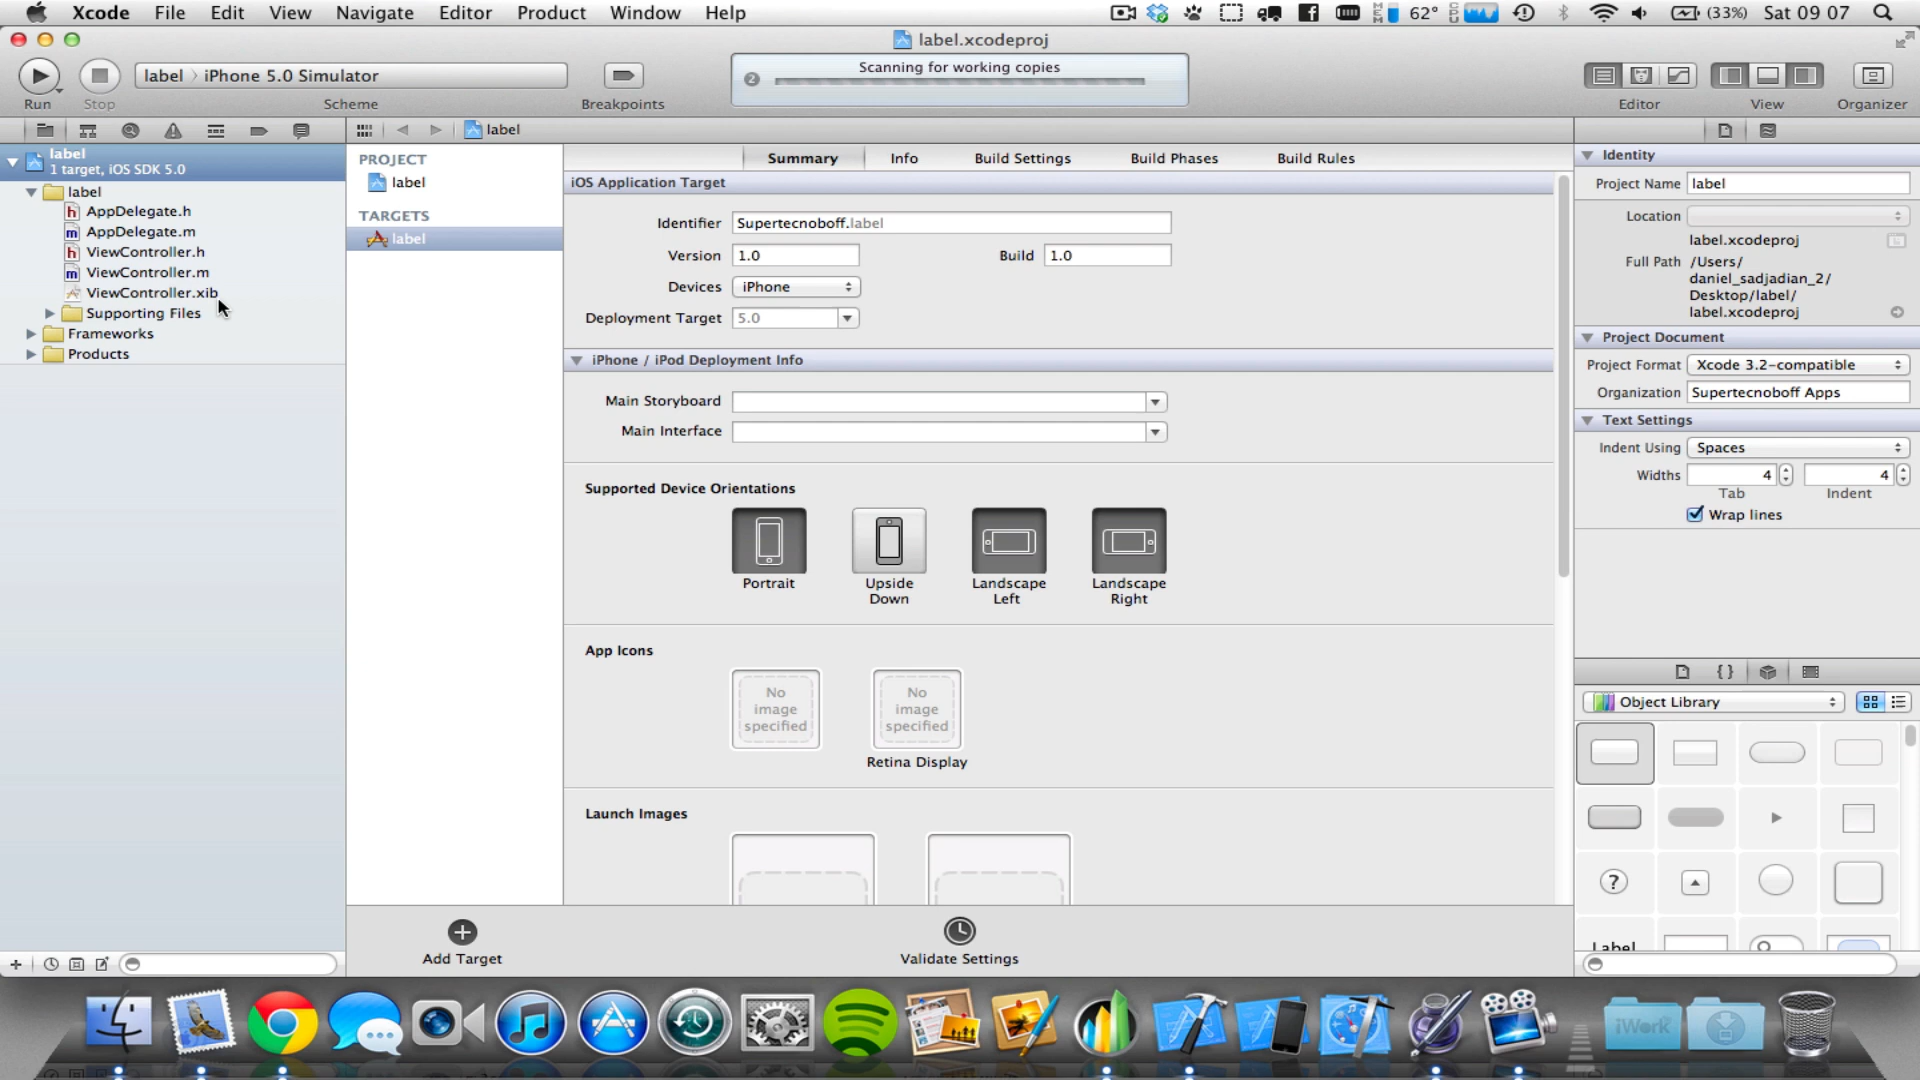 Xcode File Edit View Navigate Editor Product Window Help 62° (33%) Sat 09 07
label.xcodeproj
label iPhone 5.0 Simulator
2 Scanning for working copies
Run Stop Scheme Breakpoints Editor View Organizer
label
label
1 target, iOS SDK 5.0
label
h AppDelegate.h
m AppDelegate.m
h ViewController.h
m ViewController.m
ViewController.xib
Supporting Files
Frameworks
Products
PROJECT
label
TARGETS
label
Summary Info Build Settings Build Phases Build Rules
iOS Application Target
Identifier Supertecnoboff.label
Version 1.0 Build 1.0
Devices iPhone
Deployment Target 5.0
iPhone / iPod Deployment Info
Main Storyboard
Main Interface
Supported Device Orientations
Portrait
Upside
Down
Landscape
Left
Landscape
Right
App Icons
No
image
specified
No
image
specified
Retina Display
Launch Images
Add Target
Validate Settings
Identity
Project Name label
Location
label.xcodeproj
Full Path /Users/
daniel_sadjadian_2/
Desktop/label/
label.xcodeproj
Project Document
Project Format Xcode 3.2-compatible
Organization Supertecnoboff Apps
Text Settings
Indent Using Spaces
Widths 4 4
Tab Indent
Wrap lines
{}
Object Library
?
Label
iWork